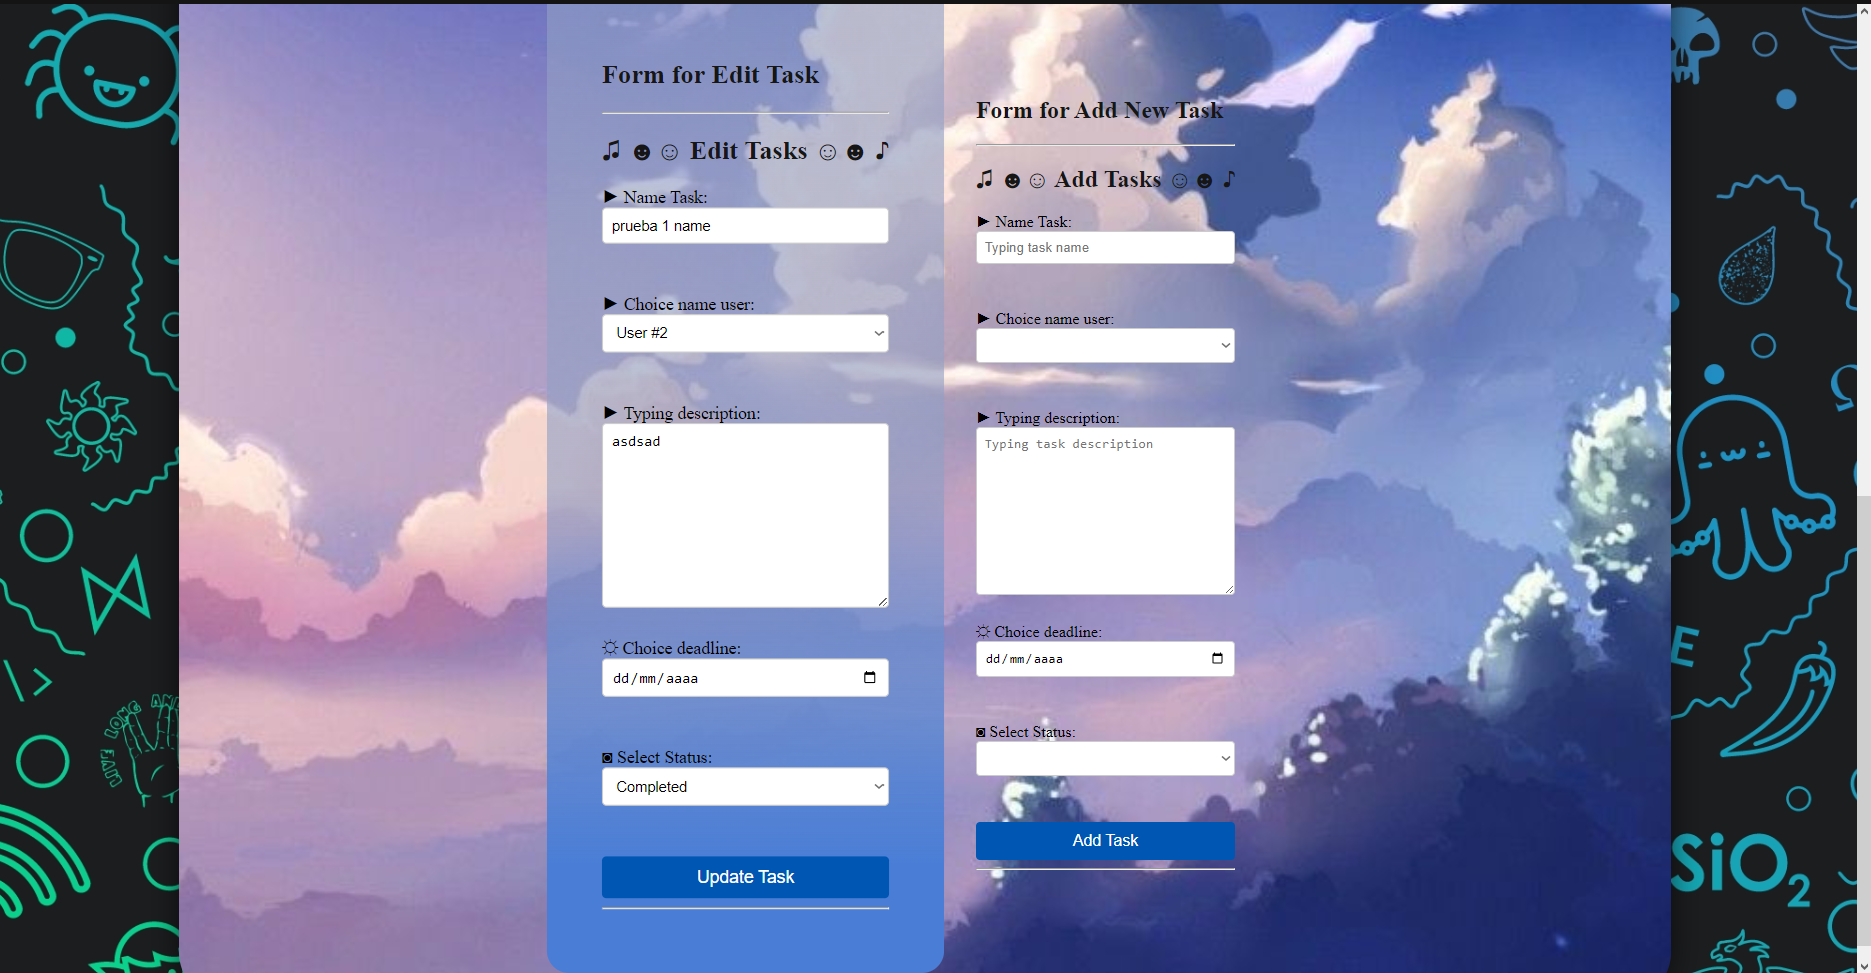 Form for Edit Task
♫ ☻☺ Edit Tasks ☺☻ ♪
► Name Task:
prueba 1 name
► Choice name user:
User #2
► Typing description:
asdsad
☼ Choice deadline:
dd/mm/aaaa
◙ Select Status:
Completed
Update Task
Form for Add New Task
♫ ☻☺ Add Tasks ☺☻ ♪
► Name Task:
Typing task name
► Choice name user:
► Typing description:
Typing task description
☼ Choice deadline:
dd/mm/aaaa
◙ Select Status:
Add Task
\>
LONG
FAM
Ω
E
SiO2